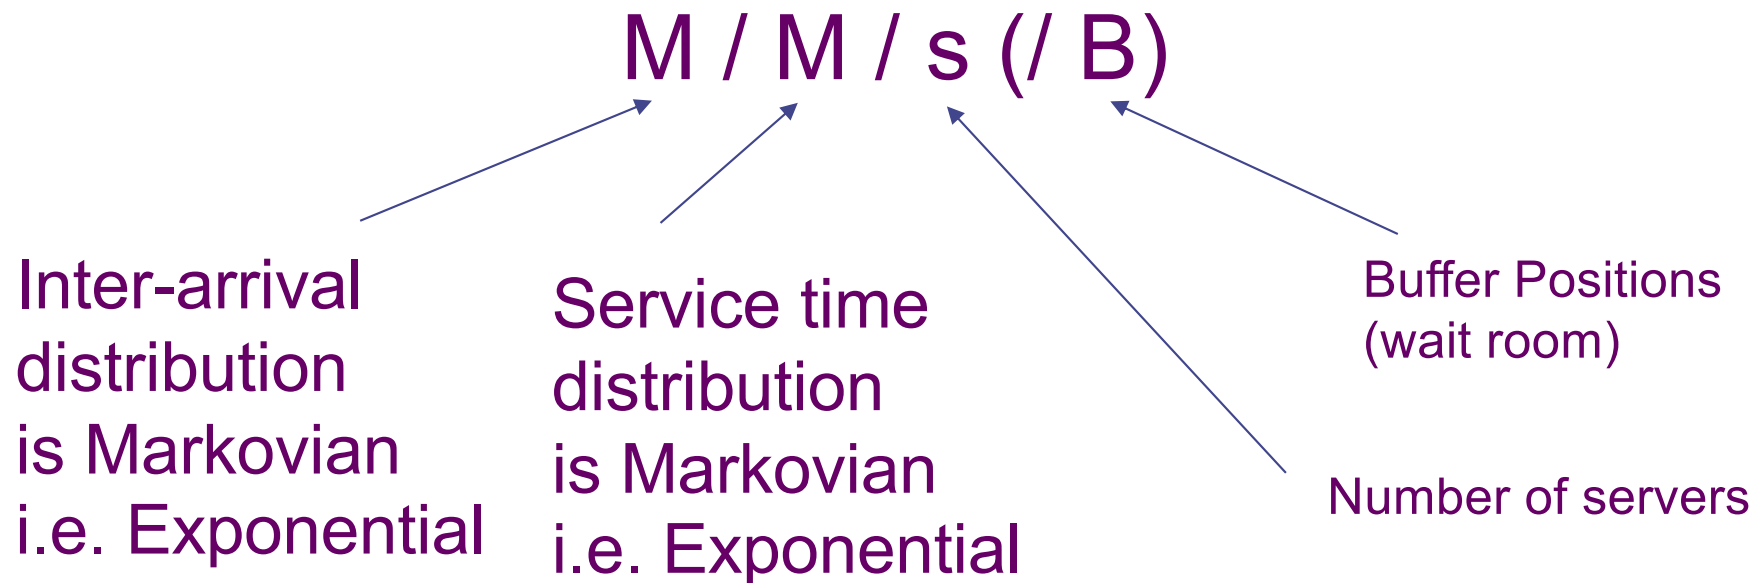 M / M / s (/ B)
Inter-arrival
distribution
is Markovian
i.e. Exponential
Service time
distribution
is Markovian
i.e. Exponential
Buffer Positions
(wait room)
Number of servers